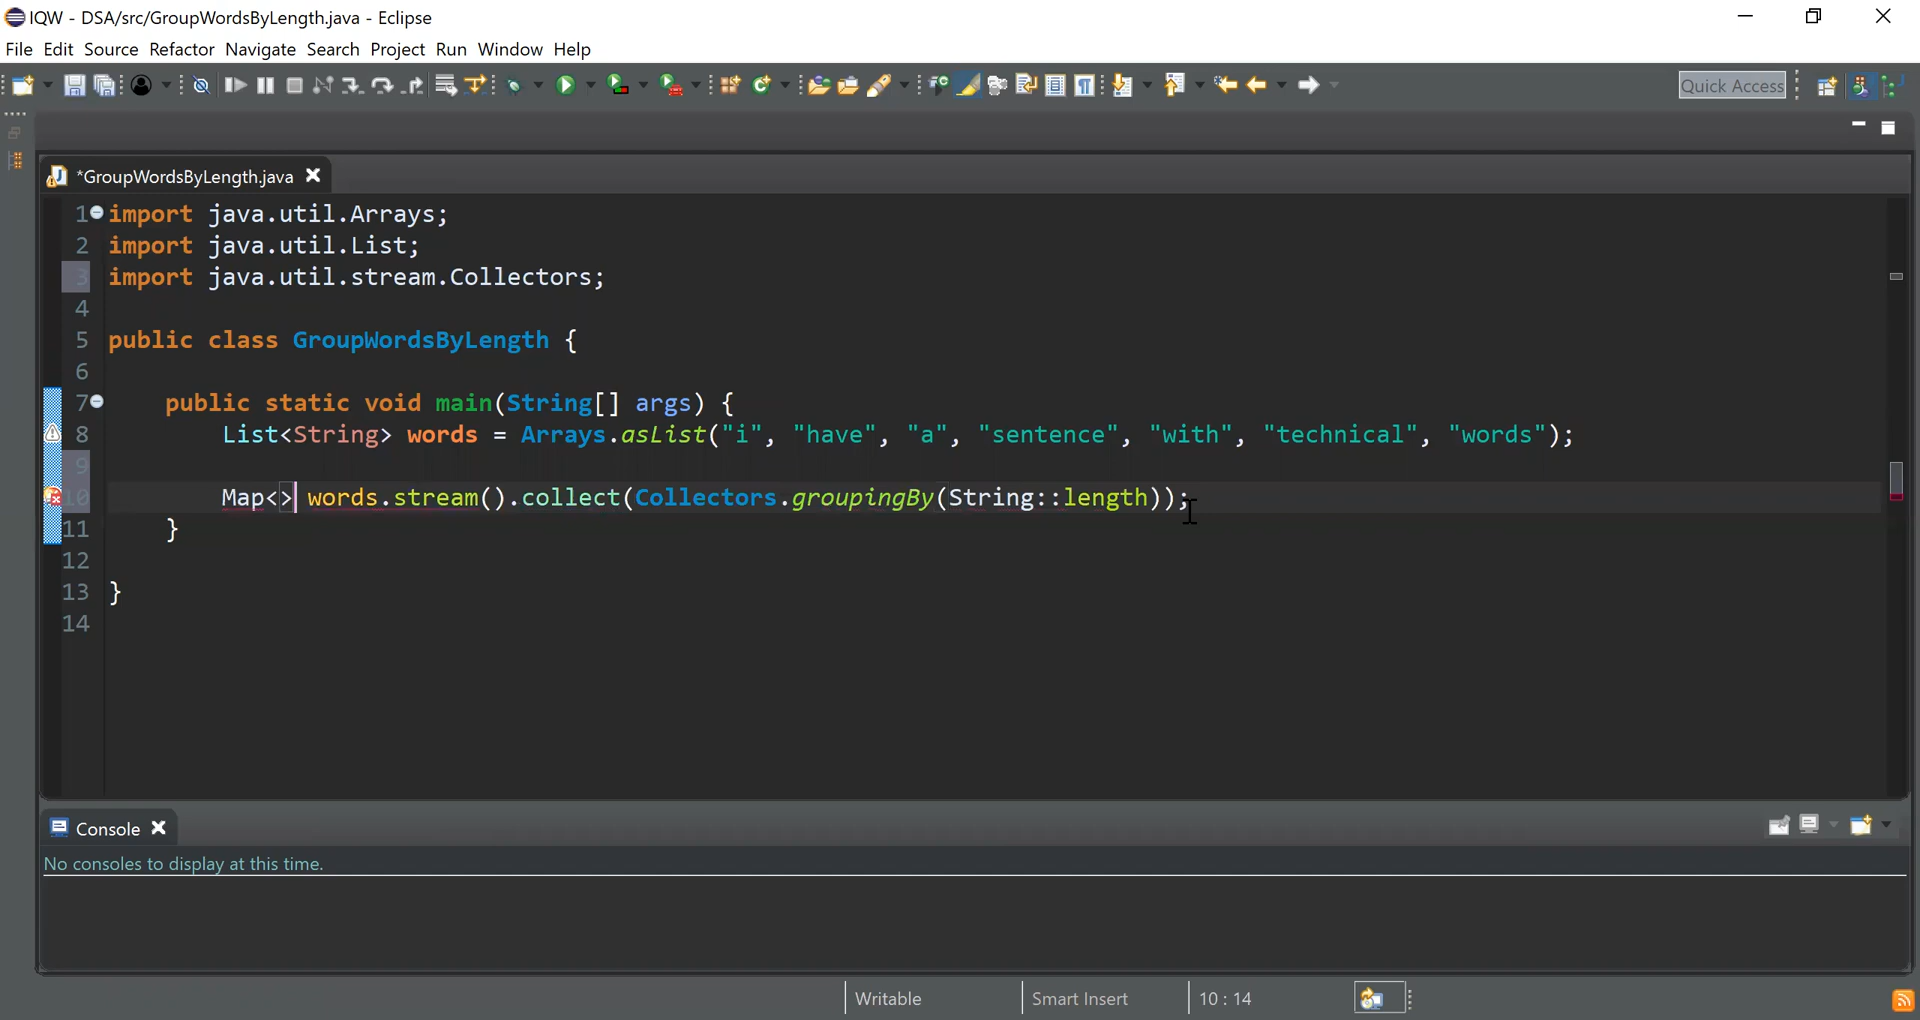 IQW - DSA/src/GroupWordsByLength.java - Eclipse
File Edit Source Refactor Navigate Search Project Run Window Help
Quick Access
*GroupWordsByLength.java
1 import java.util.Arrays;
2 import java.util.List;
3 import java.util.stream.Collectors;
4
5 public class GroupWordsByLength {
6
7 public static void main(String[] args) {
8 List<String> words = Arrays.asList("i", "have", "a", "sentence", "with", "technical", "words");
9
10 Map<> words.stream().collect(Collectors.groupingBy(String::length));
11 }
12
13 }
14
Console
No consoles to display at this time.
Writable Smart Insert 10 : 14